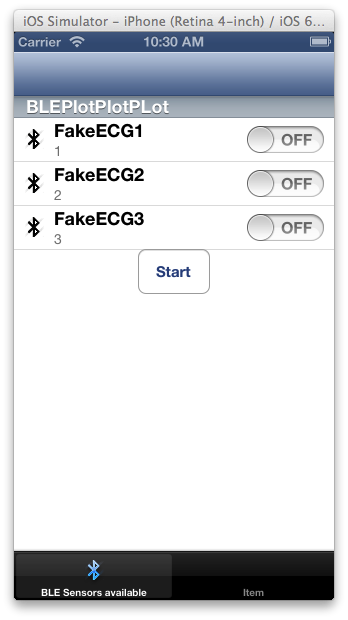 iOS Simulator - iPhone (Retina 4-inch) / iOS 6...
Carrier 10:30 AM
BLEPlotPlotPLot
FakeECG1
1
OFF
FakeECG2
2
OFF
FakeECG3
3
OFF
Start
BLE Sensors available
Item